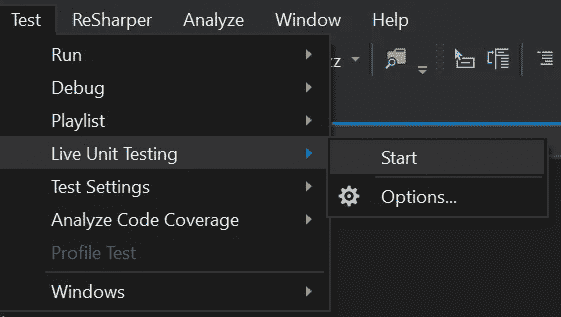 Test ReSharper Analyze Window Help
Run
zz
Debug
Playlist
Live Unit Testing
Start
Test Settings
Options...
Analyze Code Coverage
Profile Test
Windows